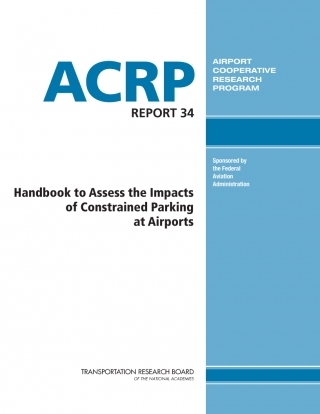 ACRP
REPORT 34
AIRPORT
COOPERATIVE
RESEARCH
PROGRAM
Sponsored by
the Federal
Aviation
Administration
Handbook to Assess the Impacts
of Constrained Parking
at Airports
TRANSPORTATION RESEARCH BOARD
OF THE NATIONAL ACADEMIES